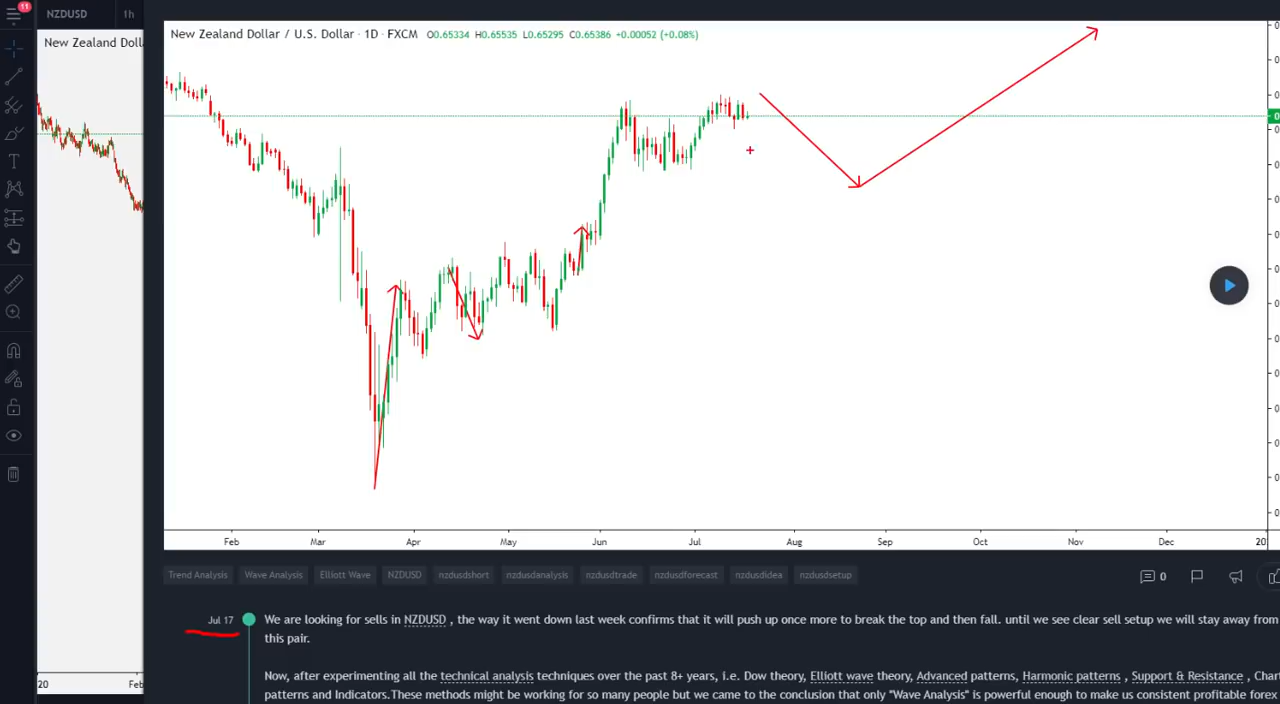 11
NZDUSD
1h
New Zealand Doll
New Zealand Dollar / U.S. Dollar · 1D · FXCM O0.65334 H0.65535 L0.65295 C0.65386 +0.00052 (+0.08%)
Feb Mar Apr May Jun Jul Aug Sep Oct Nov Dec 20
20 Feb
Trend Analysis Wave Analysis Elliott Wave NZDUSD nzdusdshort nzdusdanalysis nzdusdtrade nzdusdforecast nzdusdidea nzdusdsetup
0
Jul 17
We are looking for sells in NZDUSD , the way it went down last week confirms that it will push up once more to break the top and then fall. until we see clear sell setup we will stay away from
this pair.
Now, after experimenting all the technical analysis techniques over the past 8+ years, i.e. Dow theory, Elliott wave theory, Advanced patterns, Harmonic patterns , Support & Resistance , Char
patterns and Indicators.These methods might be working for so many people but we came to the conclusion that only "Wave Analysis" is powerful enough to make us consistent profitable forex